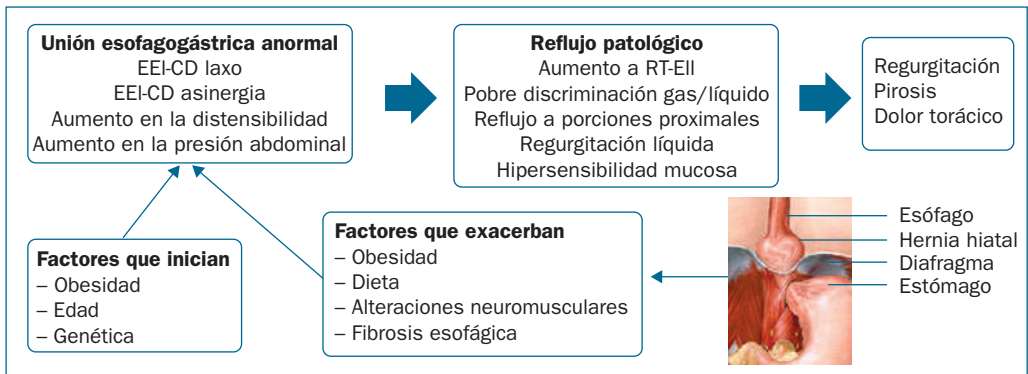 Unión esofagogástrica anormal
EEI-CD laxo
EEI-CD asinergia
Aumento en la distensibilidad
Aumento en la presión abdominal
Reflujo patológico
Aumento a RT-EII
Pobre discriminación gas/líquido
Reflujo a porciones proximales
Regurgitación líquida
Hipersensibilidad mucosa
Regurgitación
Pirosis
Dolor torácico
Factores que inician
– Obesidad
– Edad
– Genética
Factores que exacerban
– Obesidad
– Dieta
– Alteraciones neuromusculares
– Fibrosis esofágica
Esófago
Hernia hiatal
Diafragma
Estómago